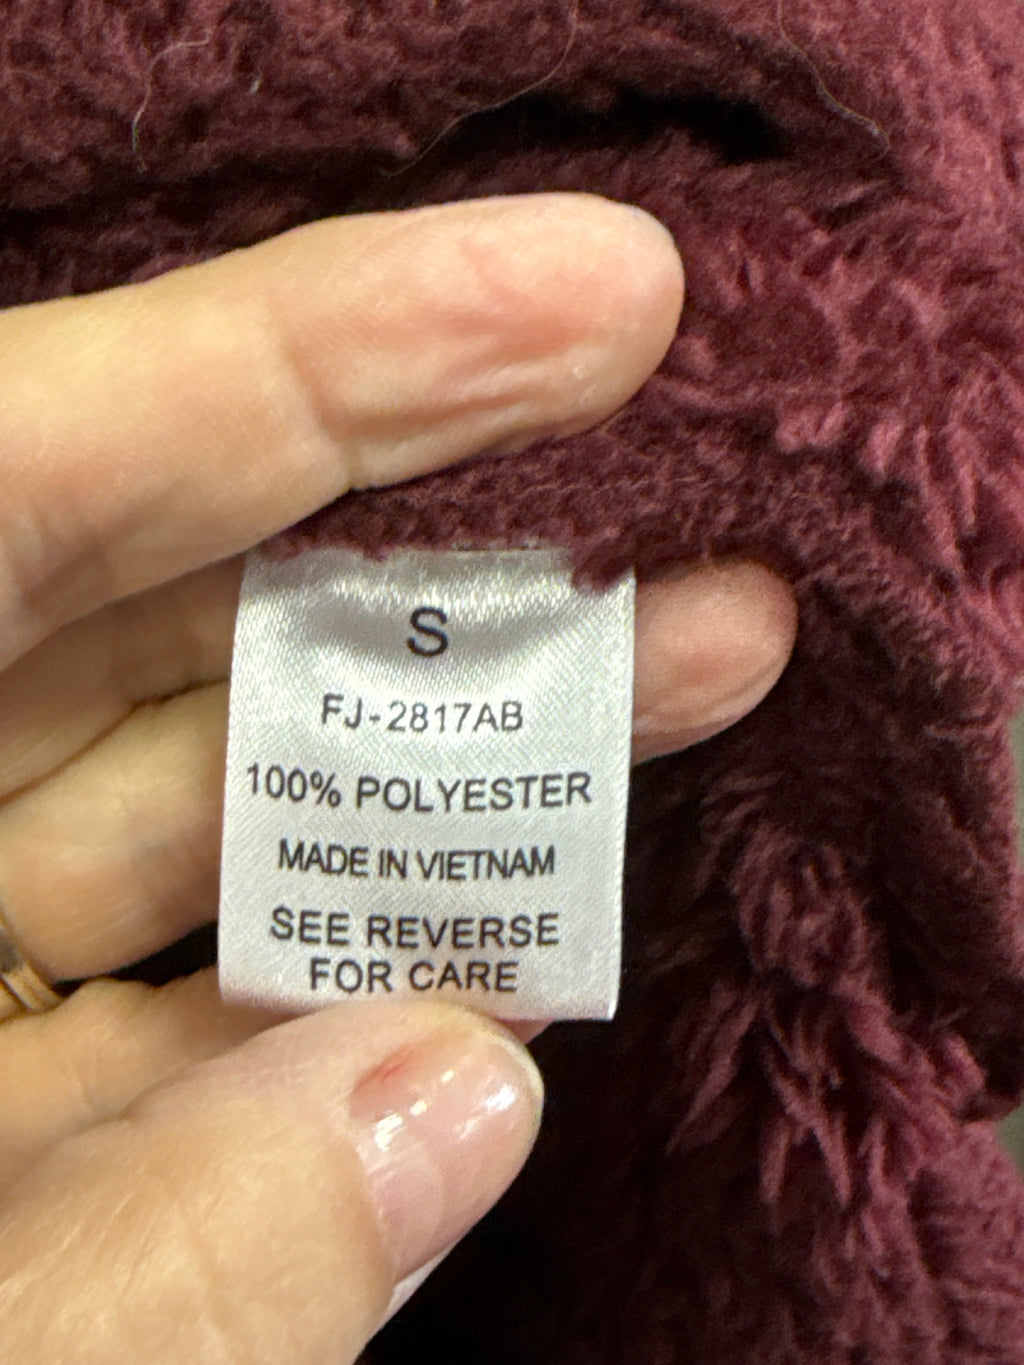 S
FJ-2817AB
100% POLYESTER
MADE IN VIETNAM
SEE REVERSE
FOR CARE